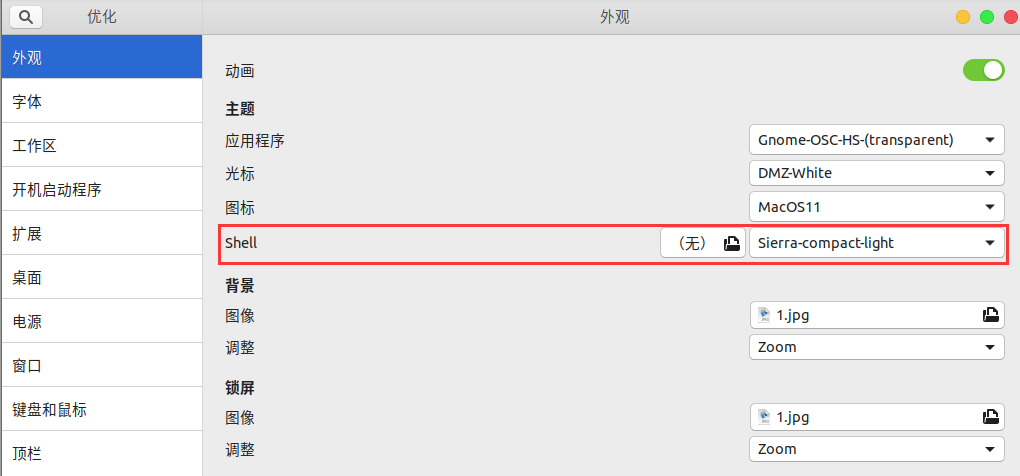 优化
外观
外观
字体
工作区
开机启动程序
扩展
桌面
电源
窗口
键盘和鼠标
顶栏
动画
主题
应用程序 Gnome-OSC-HS-(transparent)
光标 DMZ-White
图标 MacOS11
Shell （无） Sierra-compact-light
背景
图像 1.jpg
调整 Zoom
锁屏
图像 1.jpg
调整 Zoom